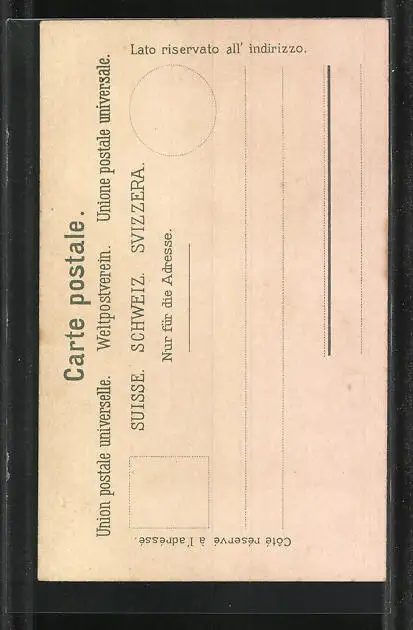 Carte postale.
Union postale universelle. Weltpostverein. Unione postale universale.
SUISSE. SCHWEIZ. SVIZZERA.
Nur für die Adresse.
Côté réservé à l'adresse.
Lato riservato all' indirizzo.